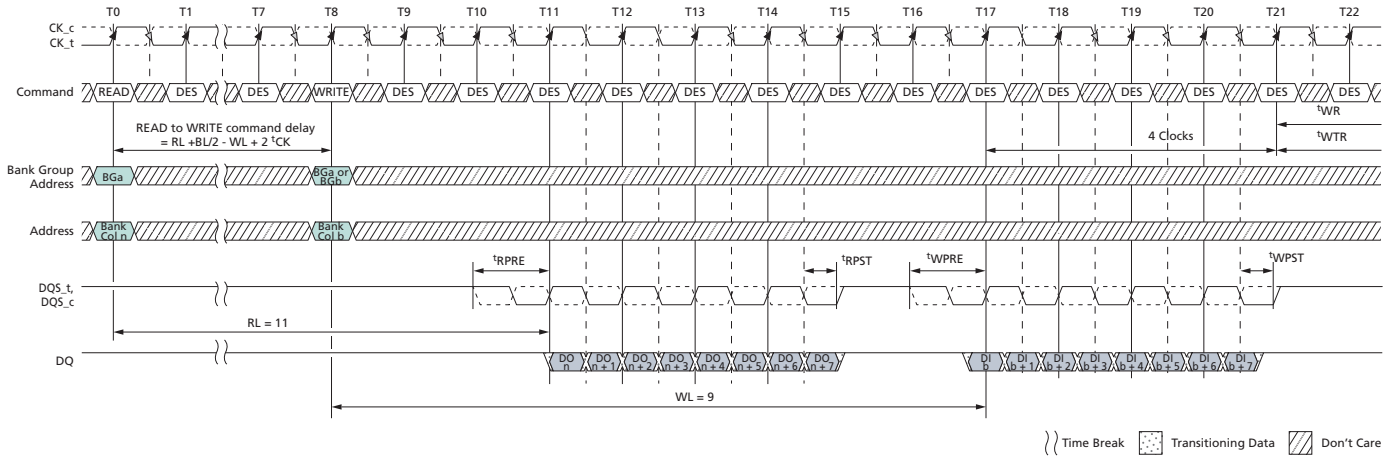 T0 T1 T7 T8 T9 T10 T11 T12 T13 T14 T15 T16 T17 T18 T19 T20 T21 T22
CK_c
CK_t
Command READ DES DES WRITE DES DES DES DES DES DES DES DES DES DES DES DES DES DES
tWR
READ to WRITE command delay
= RL +BL/2 - WL + 2 tCK
4 Clocks
tWTR
Bank Group
Address
BGa
BGa or
BGb
Address
Bank
Col n
Bank
Col b
tRPRE tRPST tWPRE tWPST
DQS_t,
DQS_c
RL = 11
DQ
DO
n
DO
n + 1
DO
n + 2
DO
n + 3
DO
n + 4
DO
n + 5
DO
n + 6
DO
n + 7
DI
b
DI
b + 1
DI
b + 2
DI
b + 3
DI
b + 4
DI
b + 5
DI
b + 6
DI
b + 7
WL = 9
Time Break Transitioning Data Don't Care